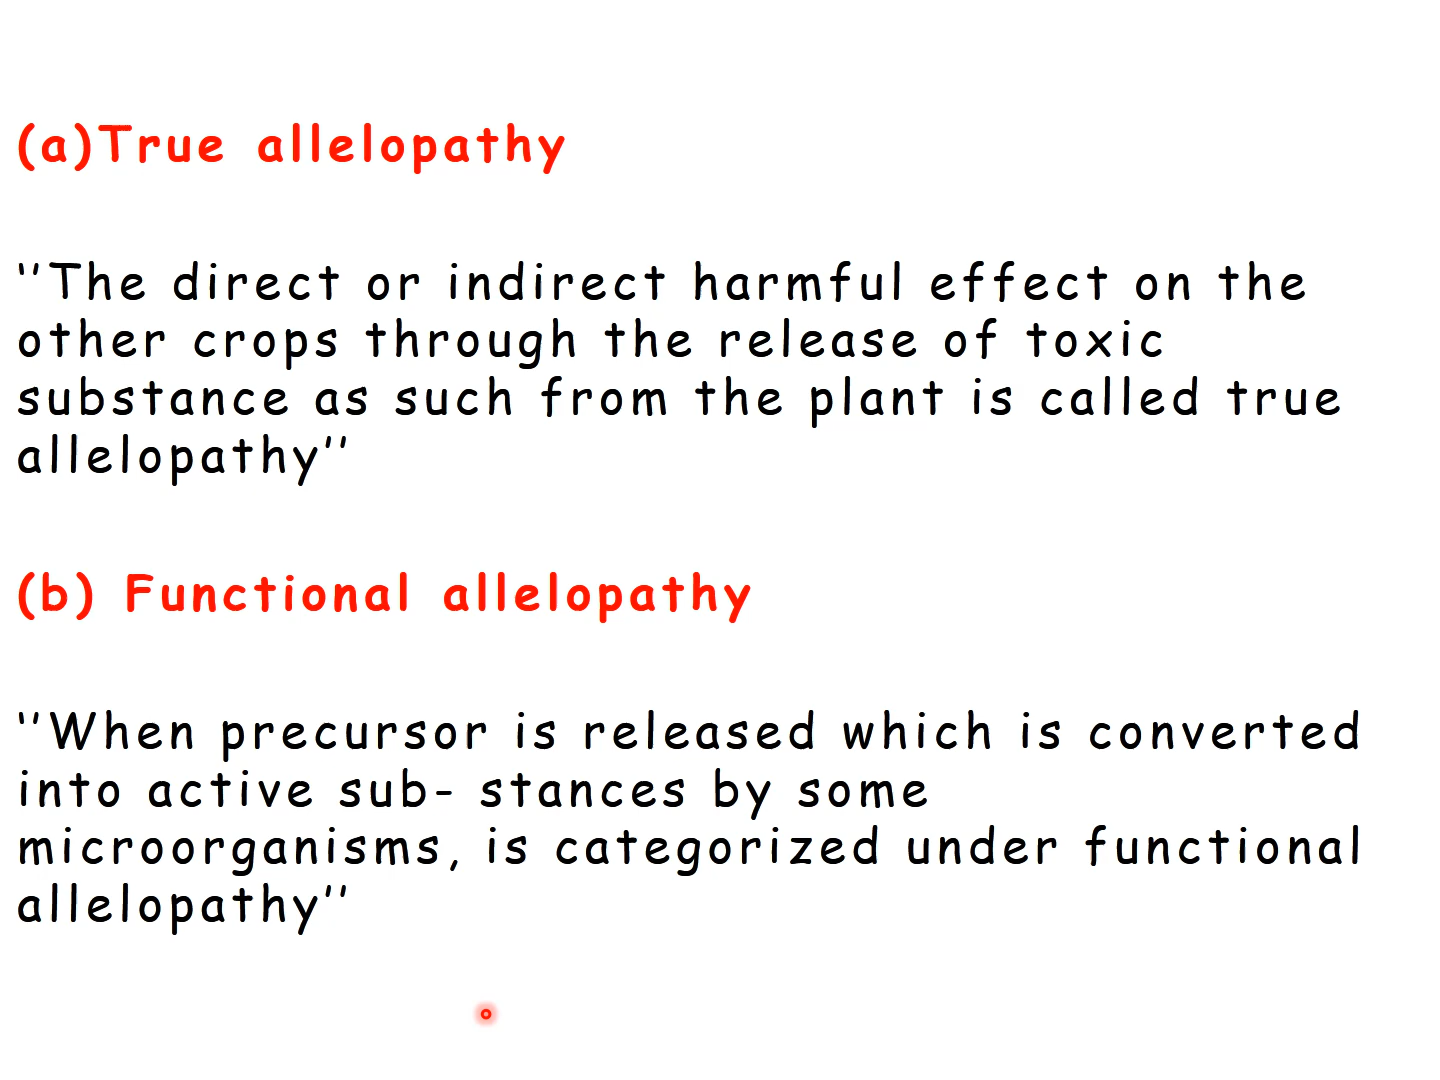 (a)True allelopathy
''The direct or indirect harmful effect on the
other crops through the release of toxic
substance as such from the plant is called true
allelopathy''
(b) Functional allelopathy
''When precursor is released which is converted
into active sub- stances by some
microorganisms, is categorized under functional
allelopathy''